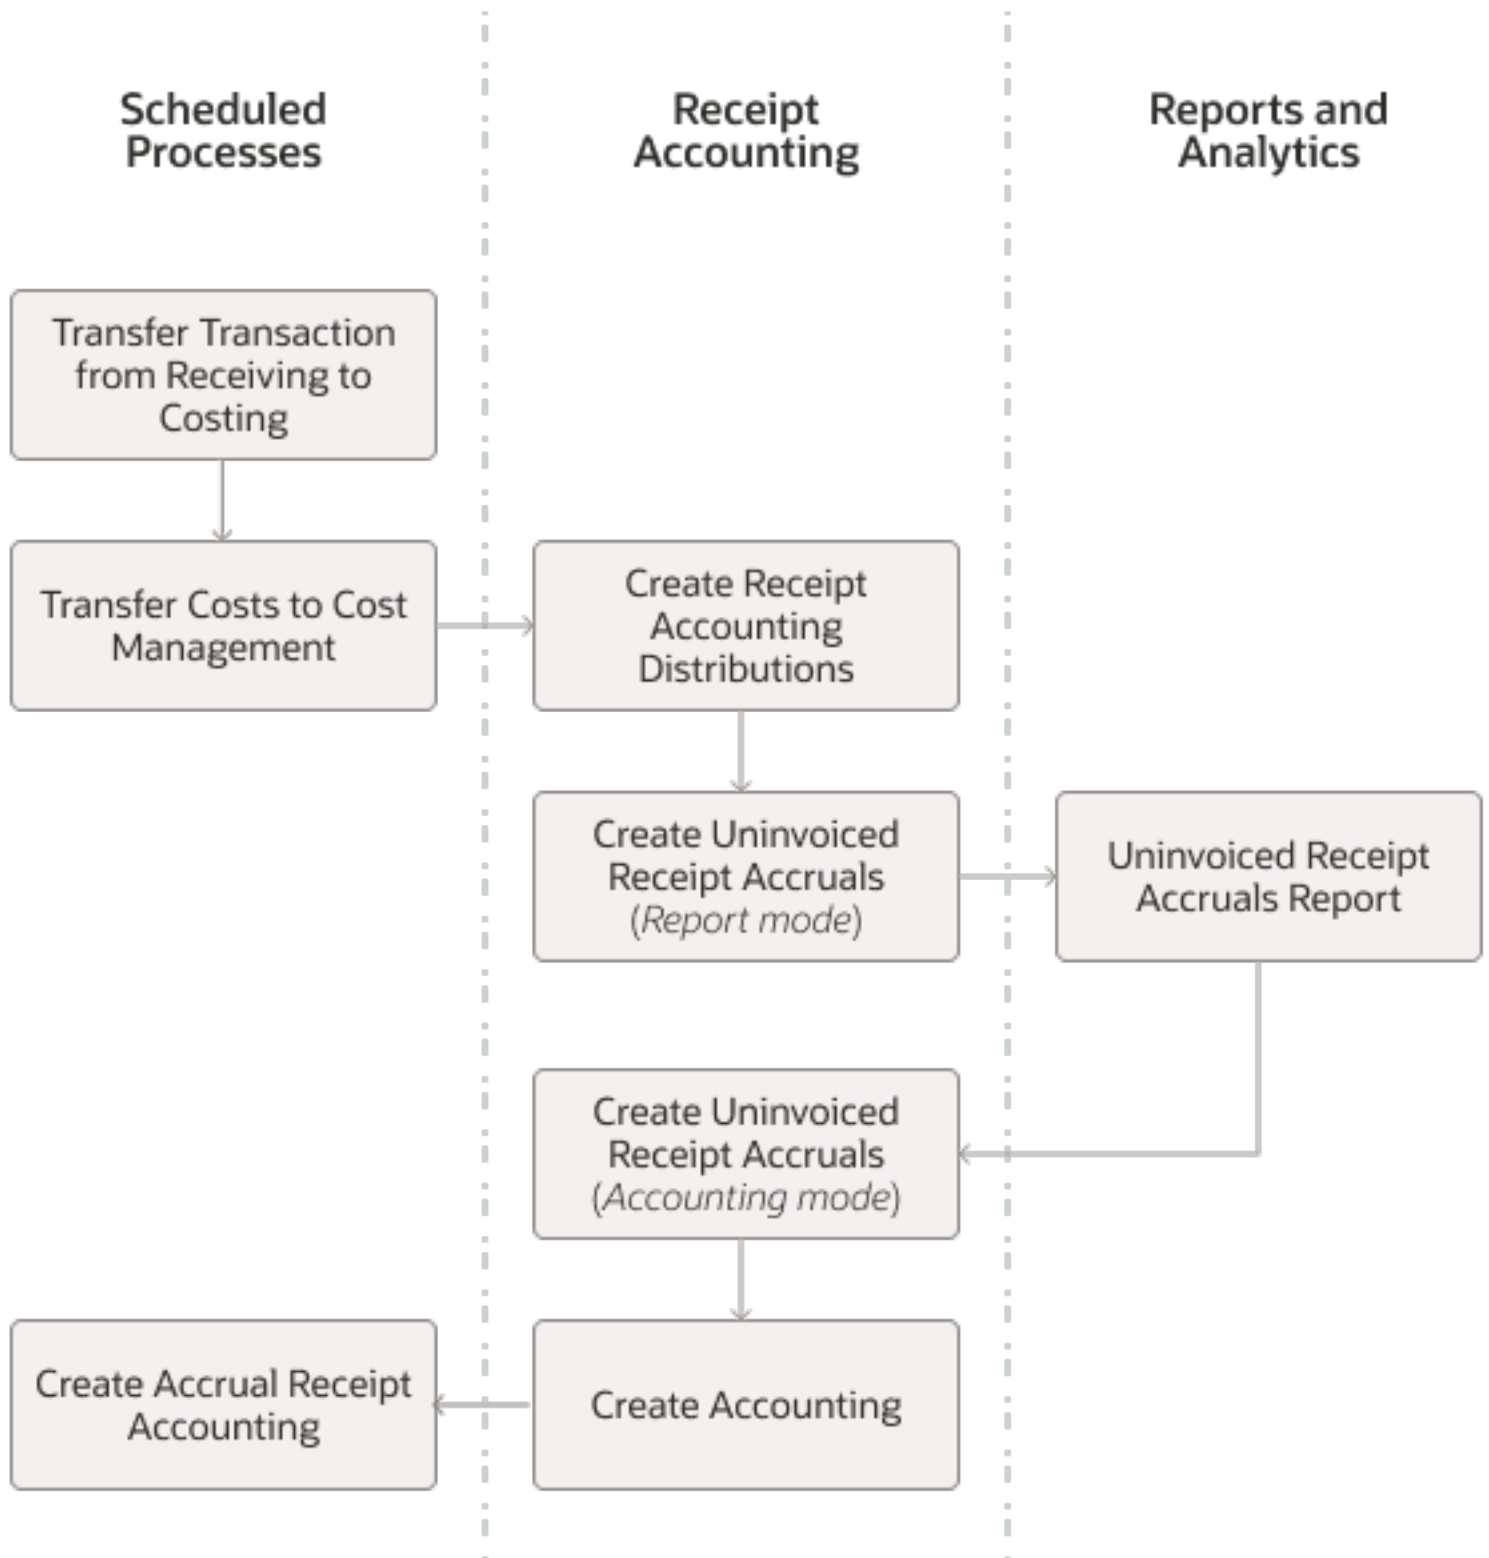 Scheduled
Processes
Receipt
Accounting
Reports and
Analytics
Transfer Transaction
from Receiving to
Costing
Transfer Costs to Cost
Management
Create Receipt
Accounting
Distributions
Create Uninvoiced
Receipt Accruals
(Report mode)
Uninvoiced Receipt
Accruals Report
Create Uninvoiced
Receipt Accruals
(Accounting mode)
Create Accrual Receipt
Accounting
Create Accounting